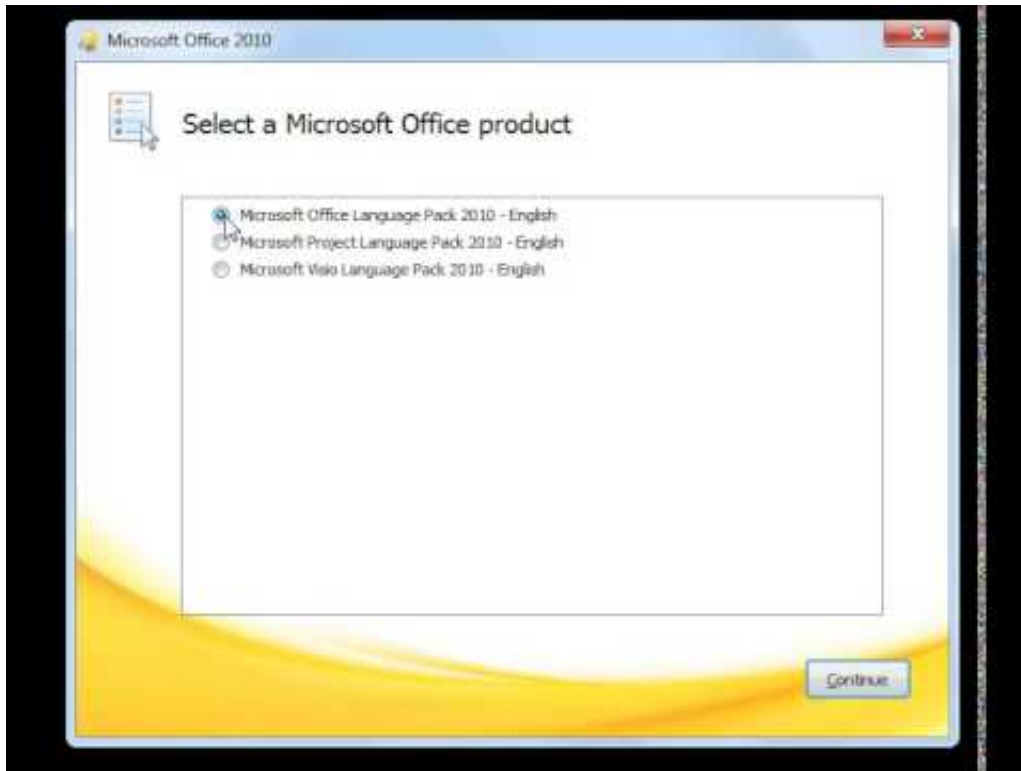 Microsoft Office 2010
Select a Microsoft Office product
Microsoft Office Language Pack 2010 - English
Microsoft Project Language Pack 2010 - English
Microsoft Visio Language Pack 2010 - English
Continue